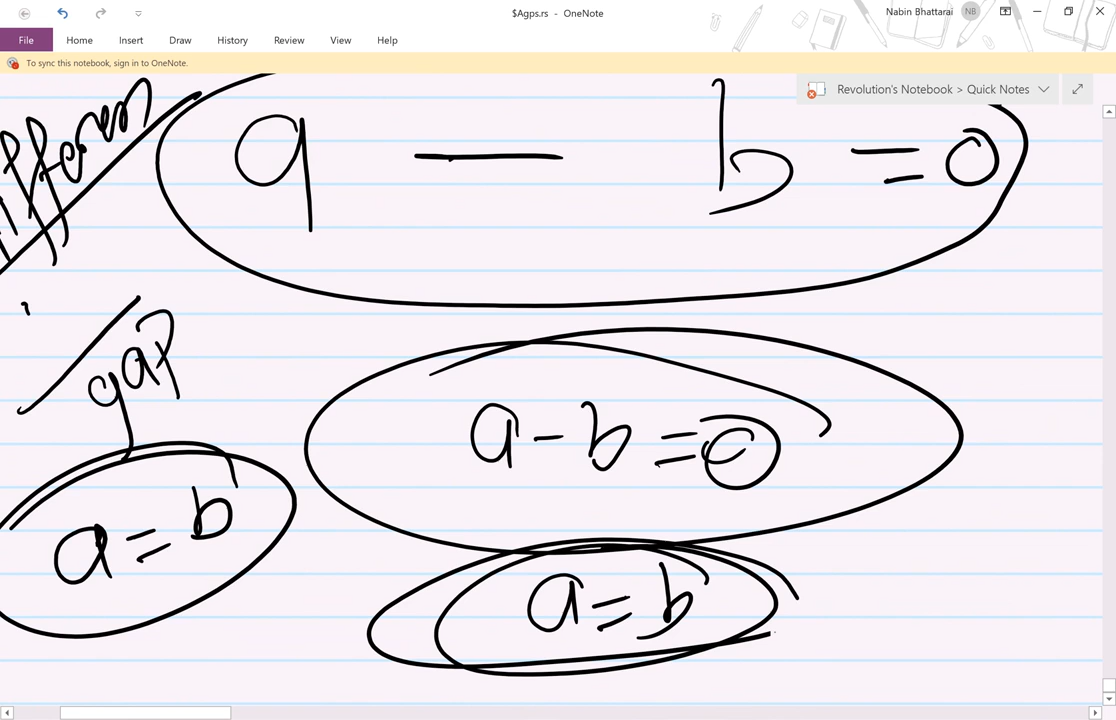 $Agps.rs - OneNote
Nabin Bhattarai NB
File Home Insert Draw History Review View Help
To sync this notebook, sign in to OneNote.
Revolution's Notebook > Quick Notes
a - b = 0
gap
a - b = 0
a = b
a = b